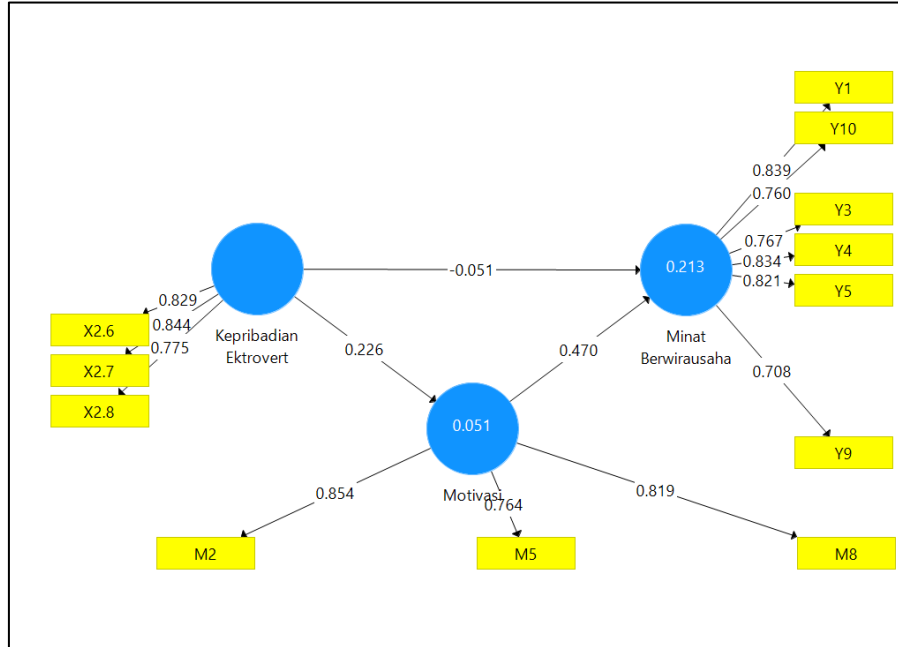 Y1
Y10
0.839
0.760
Y3
0.767
Y4
0.834
Y5
0.821
0.213
-0.051
Minat
Berwirausaha
0.829
X2.6
0.844
X2.7
0.775
X2.8
Kepribadian
Ektrovert
0.226
0.470
0.708
Y9
0.051
Motivasi
0.854
0.764
0.819
M2
M5
M8